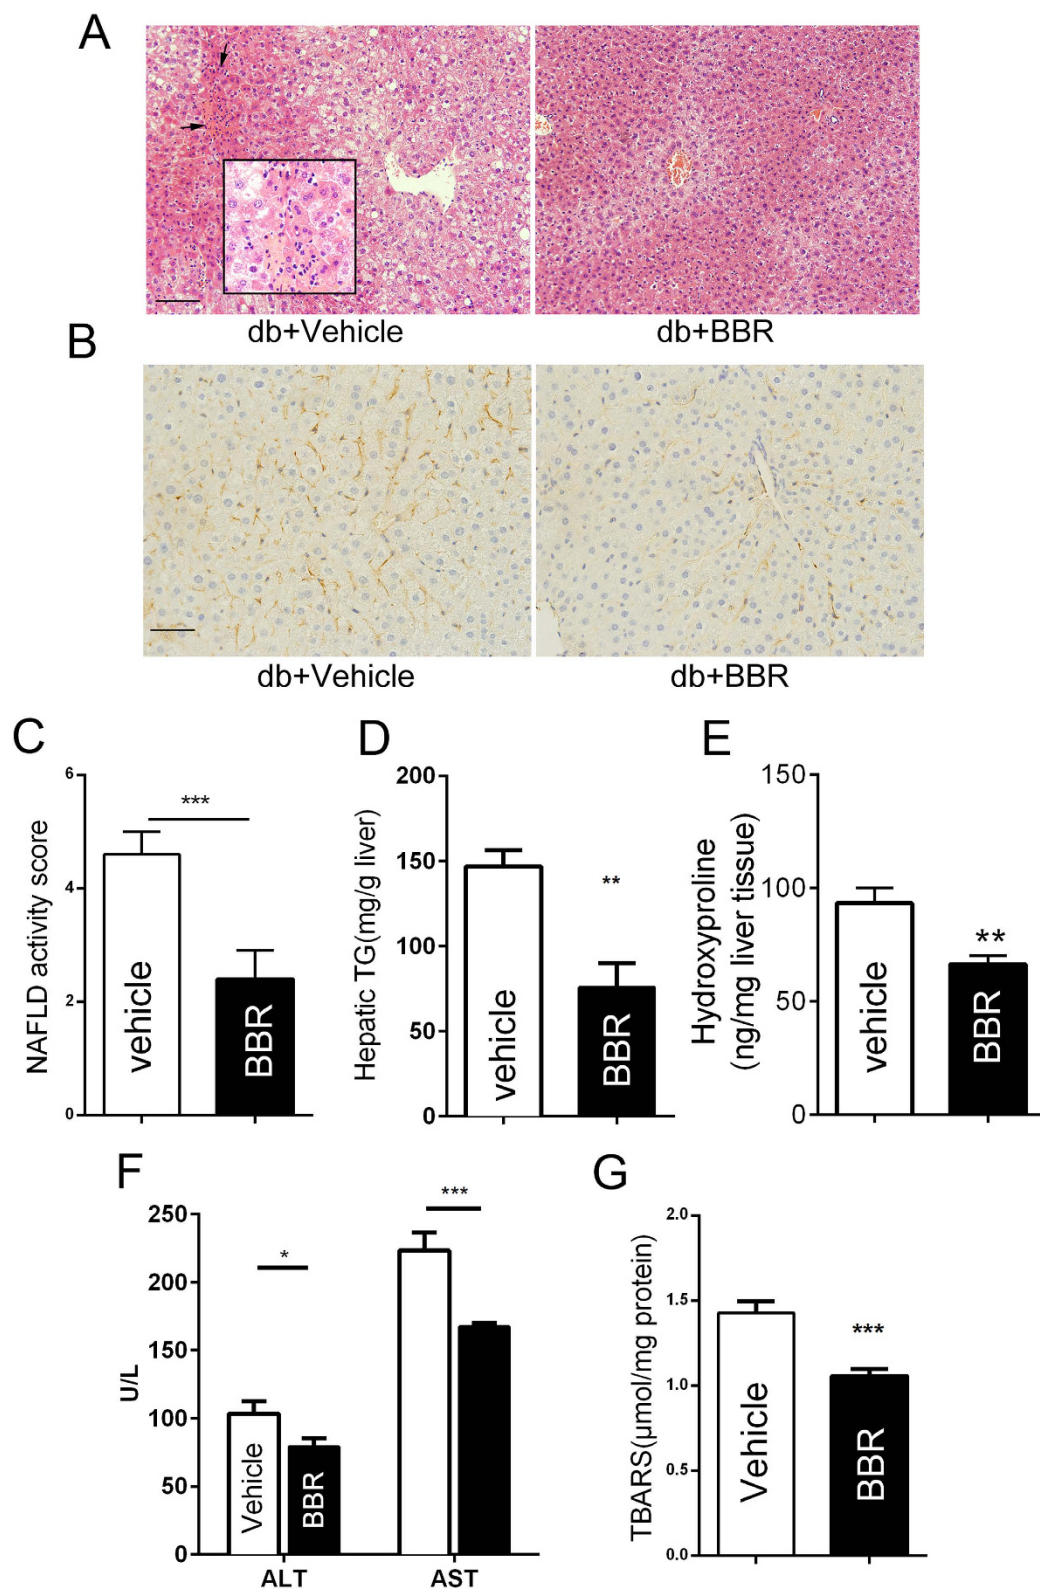 A
db+Vehicle
db+BBR
B
db+Vehicle
db+BBR
C
NAFLD activity score
6
4
2
0
***
vehicle
BBR
D
Hepatic TG(mg/g liver)
200
150
100
50
0
**
vehicle
BBR
E
Hydroxyproline
(ng/mg liver tissue)
150
100
50
0
**
vehicle
BBR
F
U/L
250
200
150
100
50
0
*
***
Vehicle
BBR
ALT
AST
G
TBARS(μmol/mg protein)
2.0
1.5
1.0
0.5
0.0
***
Vehicle
BBR